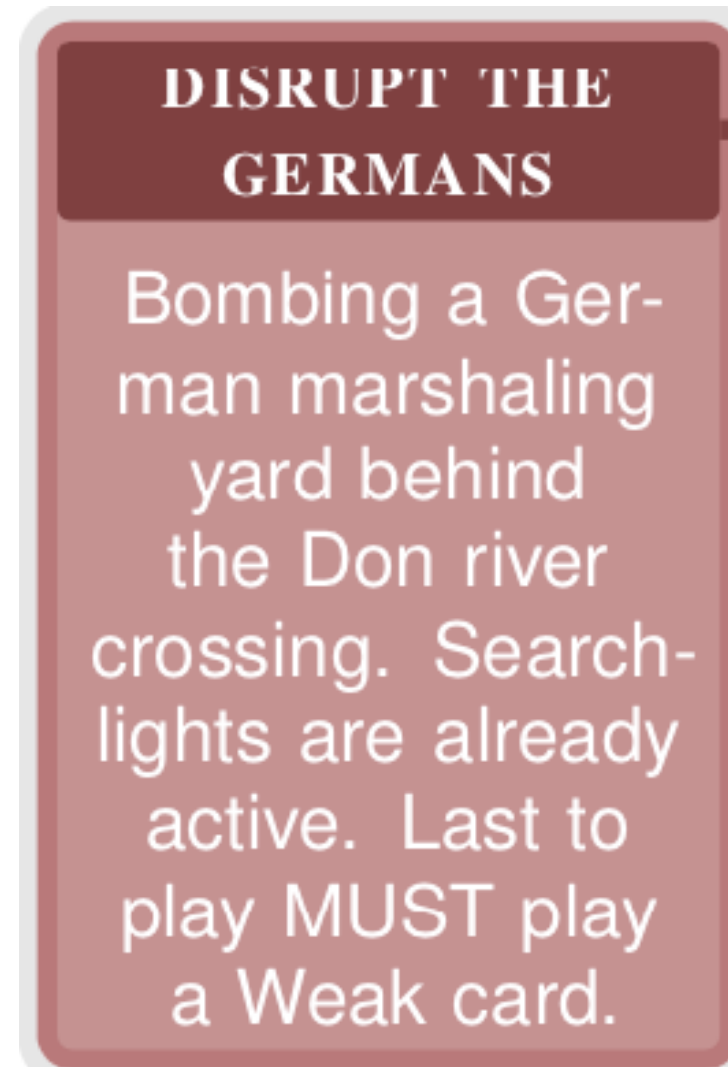 DISRUPT THE
GERMANS
Bombing a Ger-
man marshaling
yard behind
the Don river
crossing. Search-
lights are already
active. Last to
play MUST play
a Weak card.